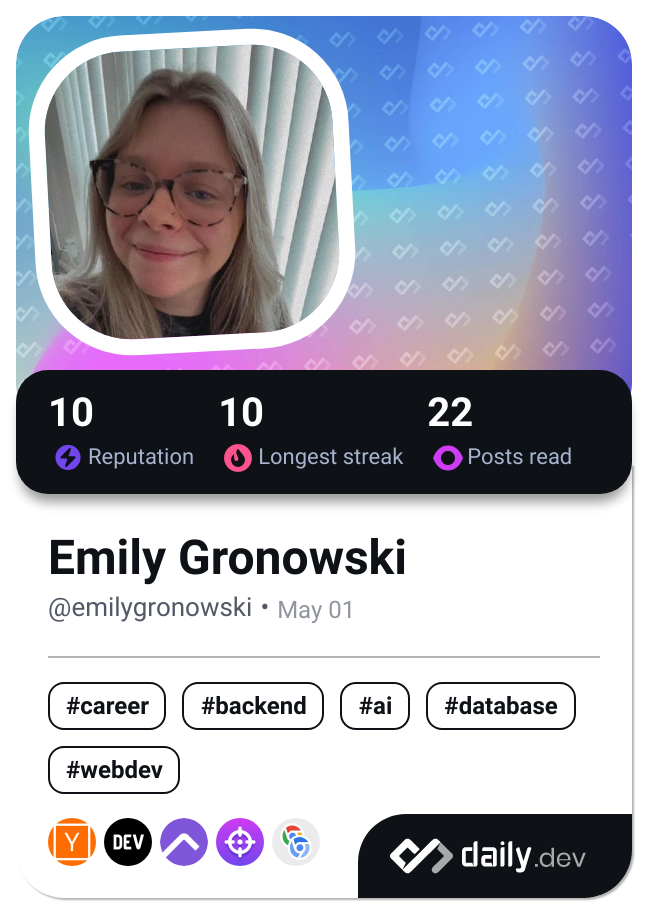 10 10 22
Reputation Longest streak Posts read
Emily Gronowski
@emilygronowski • May 01
#career #backend #ai #database
#webdev
Y DEV daily.dev